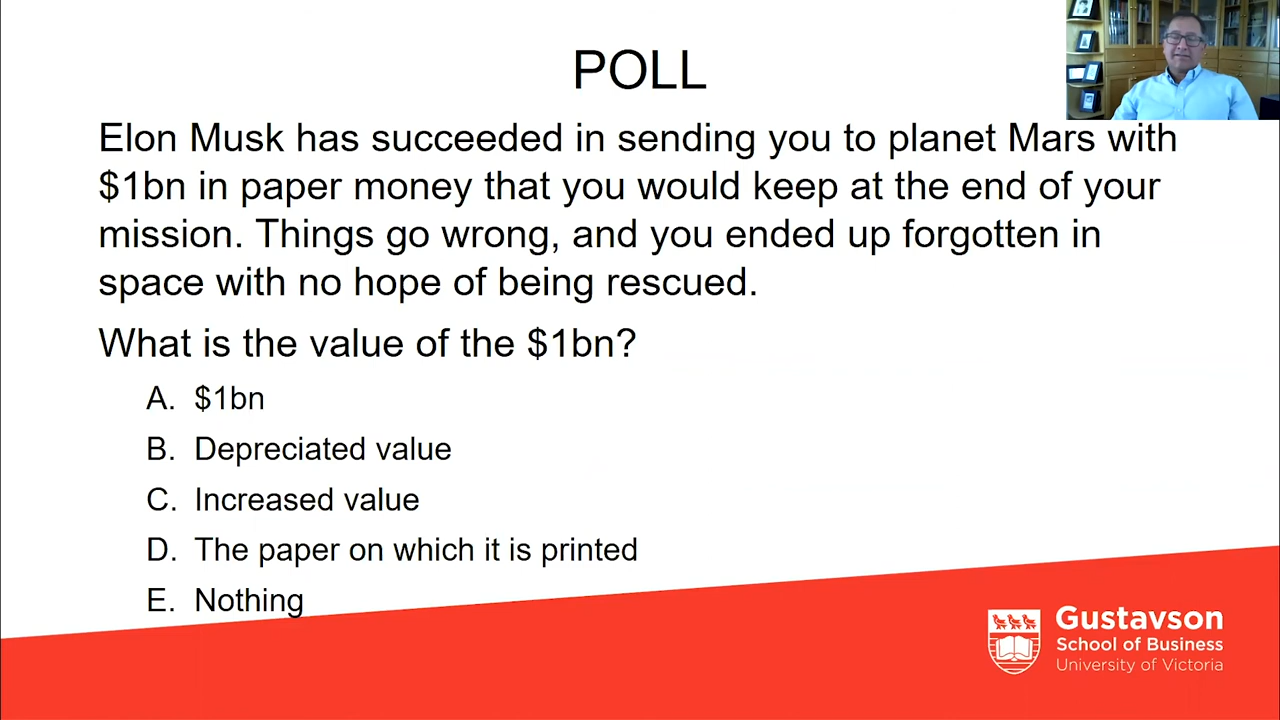 POLL
Elon Musk has succeeded in sending you to planet Mars with
$1bn in paper money that you would keep at the end of your
mission. Things go wrong, and you ended up forgotten in
space with no hope of being rescued.
What is the value of the $1bn?
A. $1bn
B. Depreciated value
C. Increased value
D. The paper on which it is printed
E. Nothing
Gustavson
School of Business
University of Victoria